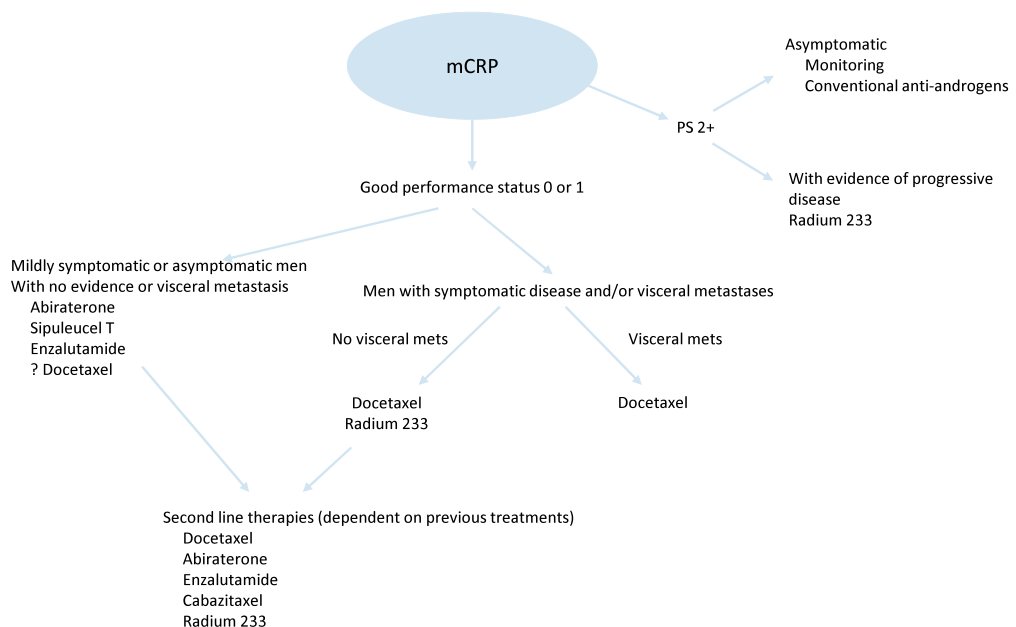 mCRP
Asymptomatic
Monitoring
Conventional anti-androgens
PS 2+
With evidence of progressive
disease
Radium 233
Good performance status 0 or 1
Mildly symptomatic or asymptomatic men
With no evidence or visceral metastasis
Abiraterone
Sipuleucel T
Enzalutamide
? Docetaxel
Men with symptomatic disease and/or visceral metastases
No visceral mets
Visceral mets
Docetaxel
Radium 233
Docetaxel
Second line therapies (dependent on previous treatments)
Docetaxel
Abiraterone
Enzalutamide
Cabazitaxel
Radium 233